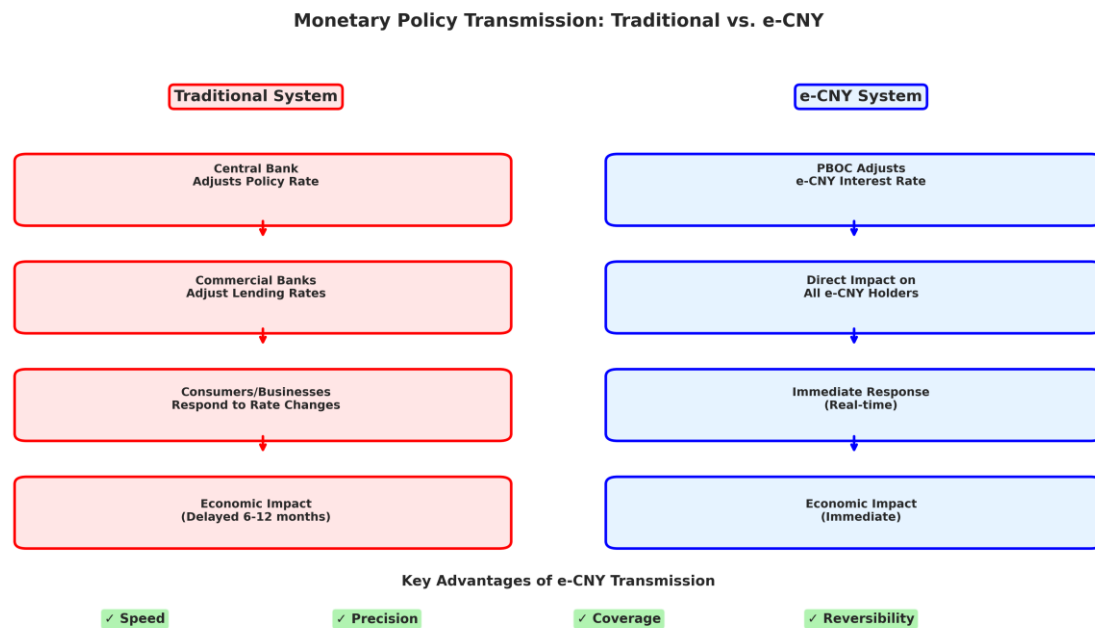 Monetary Policy Transmission: Traditional vs. e-CNY
Traditional System
e-CNY System
Central Bank
Adjusts Policy Rate
PBOC Adjusts
e-CNY Interest Rate
Commercial Banks
Adjust Lending Rates
Direct Impact on
All e-CNY Holders
Consumers/Businesses
Respond to Rate Changes
Immediate Response
(Real-time)
Economic Impact
(Delayed 6-12 months)
Economic Impact
(Immediate)
Key Advantages of e-CNY Transmission
✓ Speed
✓ Precision
✓ Coverage
✓ Reversibility